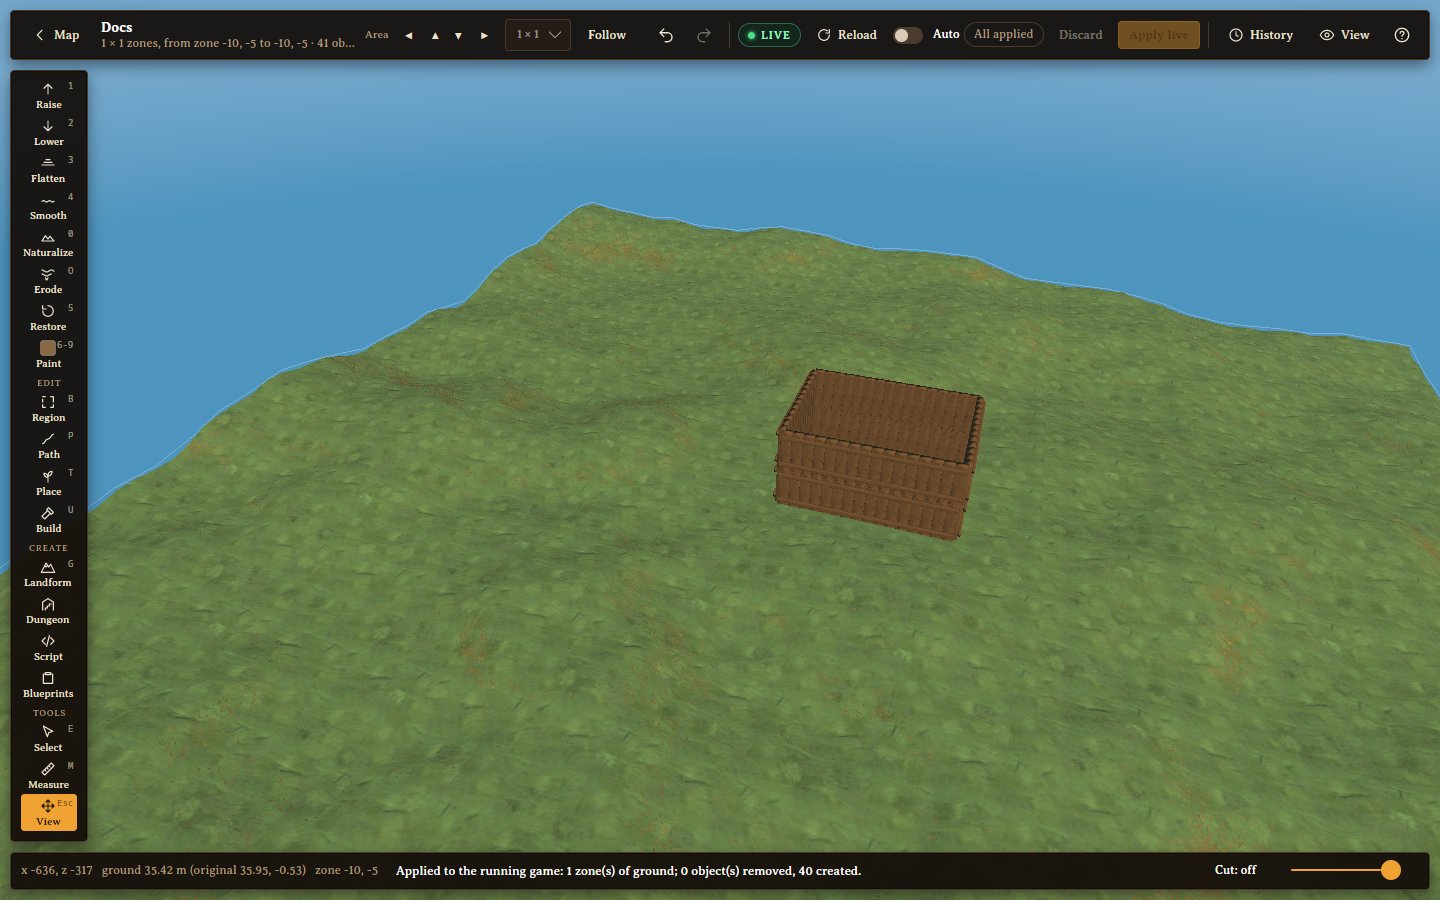 Map
Docs
1 × 1 zones, from zone -10, -5 to -10, -5 · 41 ob...
Area
1 × 1
Follow
LIVE
Reload
Auto
All applied
Discard
Apply live
History
View
1
Raise
2
Lower
3
Flatten
4
Smooth
0
Naturalize
O
Erode
5
Restore
6-9
Paint
EDIT
B
Region
P
Path
T
Place
U
Build
CREATE
G
Landform
Dungeon
Script
Blueprints
TOOLS
E
Select
M
Measure
Esc
View
x -636, z -317 ground 35.42 m (original 35.95, -0.53) zone -10, -5 Applied to the running game: 1 zone(s) of ground; 0 object(s) removed, 40 created.
Cut: off